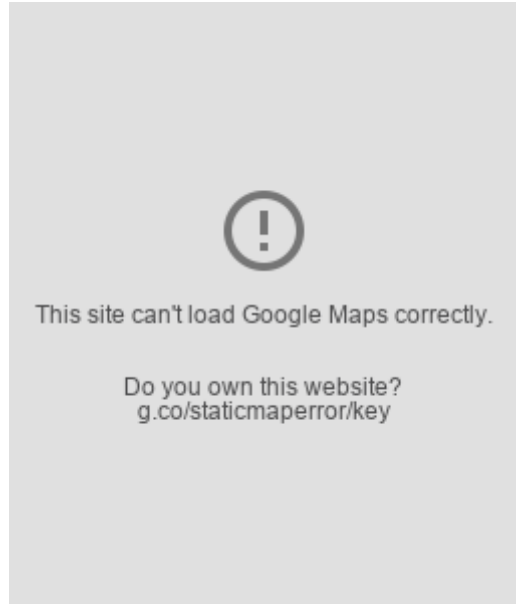 This site can't load Google Maps correctly.
Do you own this website?
g.co/staticmaperror/key